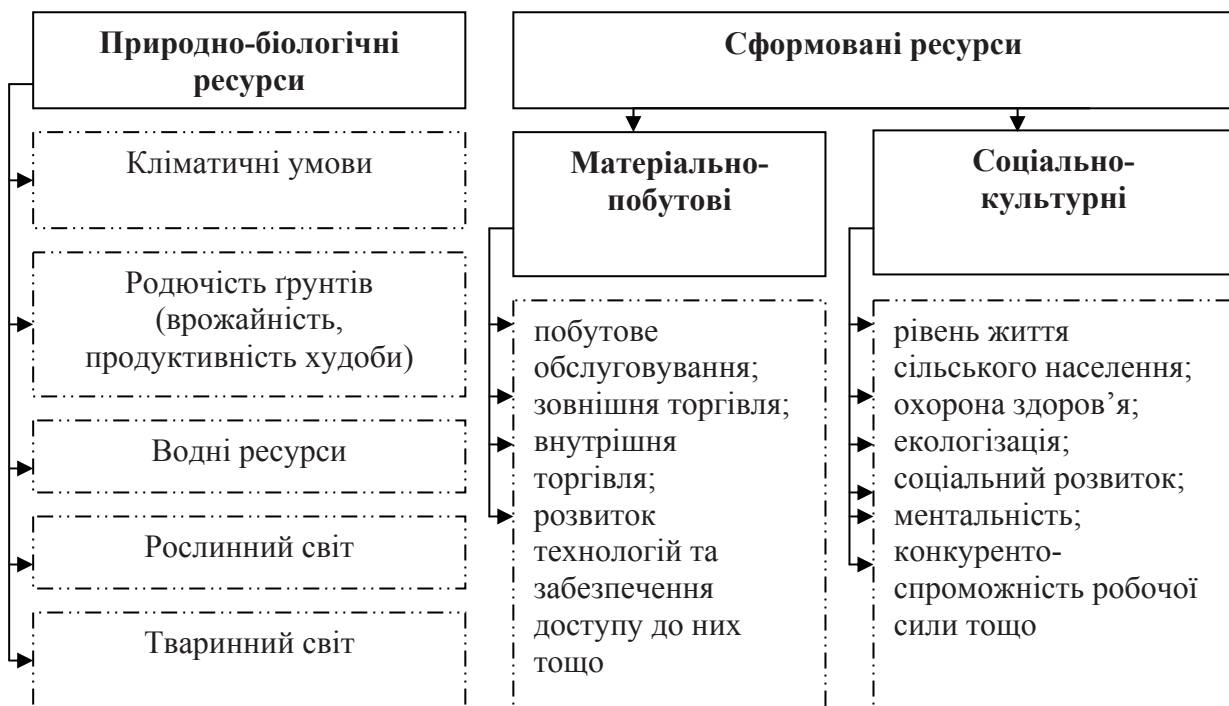 Природно-біологічні
ресурси
Кліматичні умови
Родючість ґрунтів
(врожайність,
продуктивність худоби)
Водні ресурси
Рослинний світ
Тваринний світ
Сформовані ресурси
Матеріально-
побутові
побутове
обслуговування;
зовнішня торгівля;
внутрішня
торгівля;
розвиток
технологій та
забезпечення
доступу до них
тощо
Соціально-
культурні
рівень життя
сільського населення;
охорона здоров’я;
екологізація;
соціальний розвиток;
ментальність;
конкуренто-
спроможність робочої
сили тощо